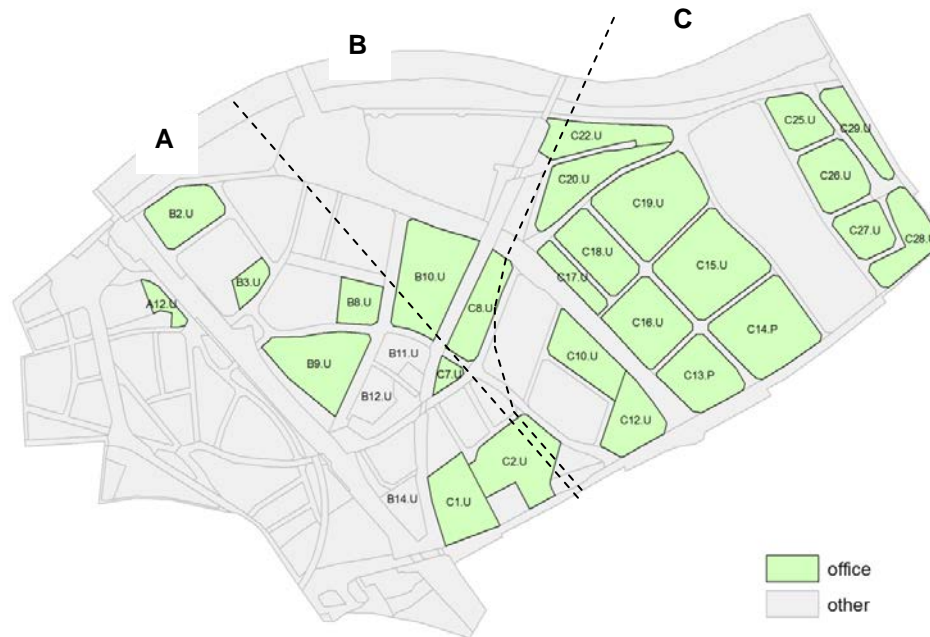 C
B
A
C22.U
C25.U
C29.U
C20.U
C26.U
C19.U
B2.U
C18.U
C27.U
C28.U
B10.U
C17.U
C15.U
B3.U
A12.U
B8.U
C8.U
C16.U
C14.P
B11.U
C10.U
B9.U
C7.U
C13.P
B12.U
C12.U
C2.U
B14.U
C1.U
office
other